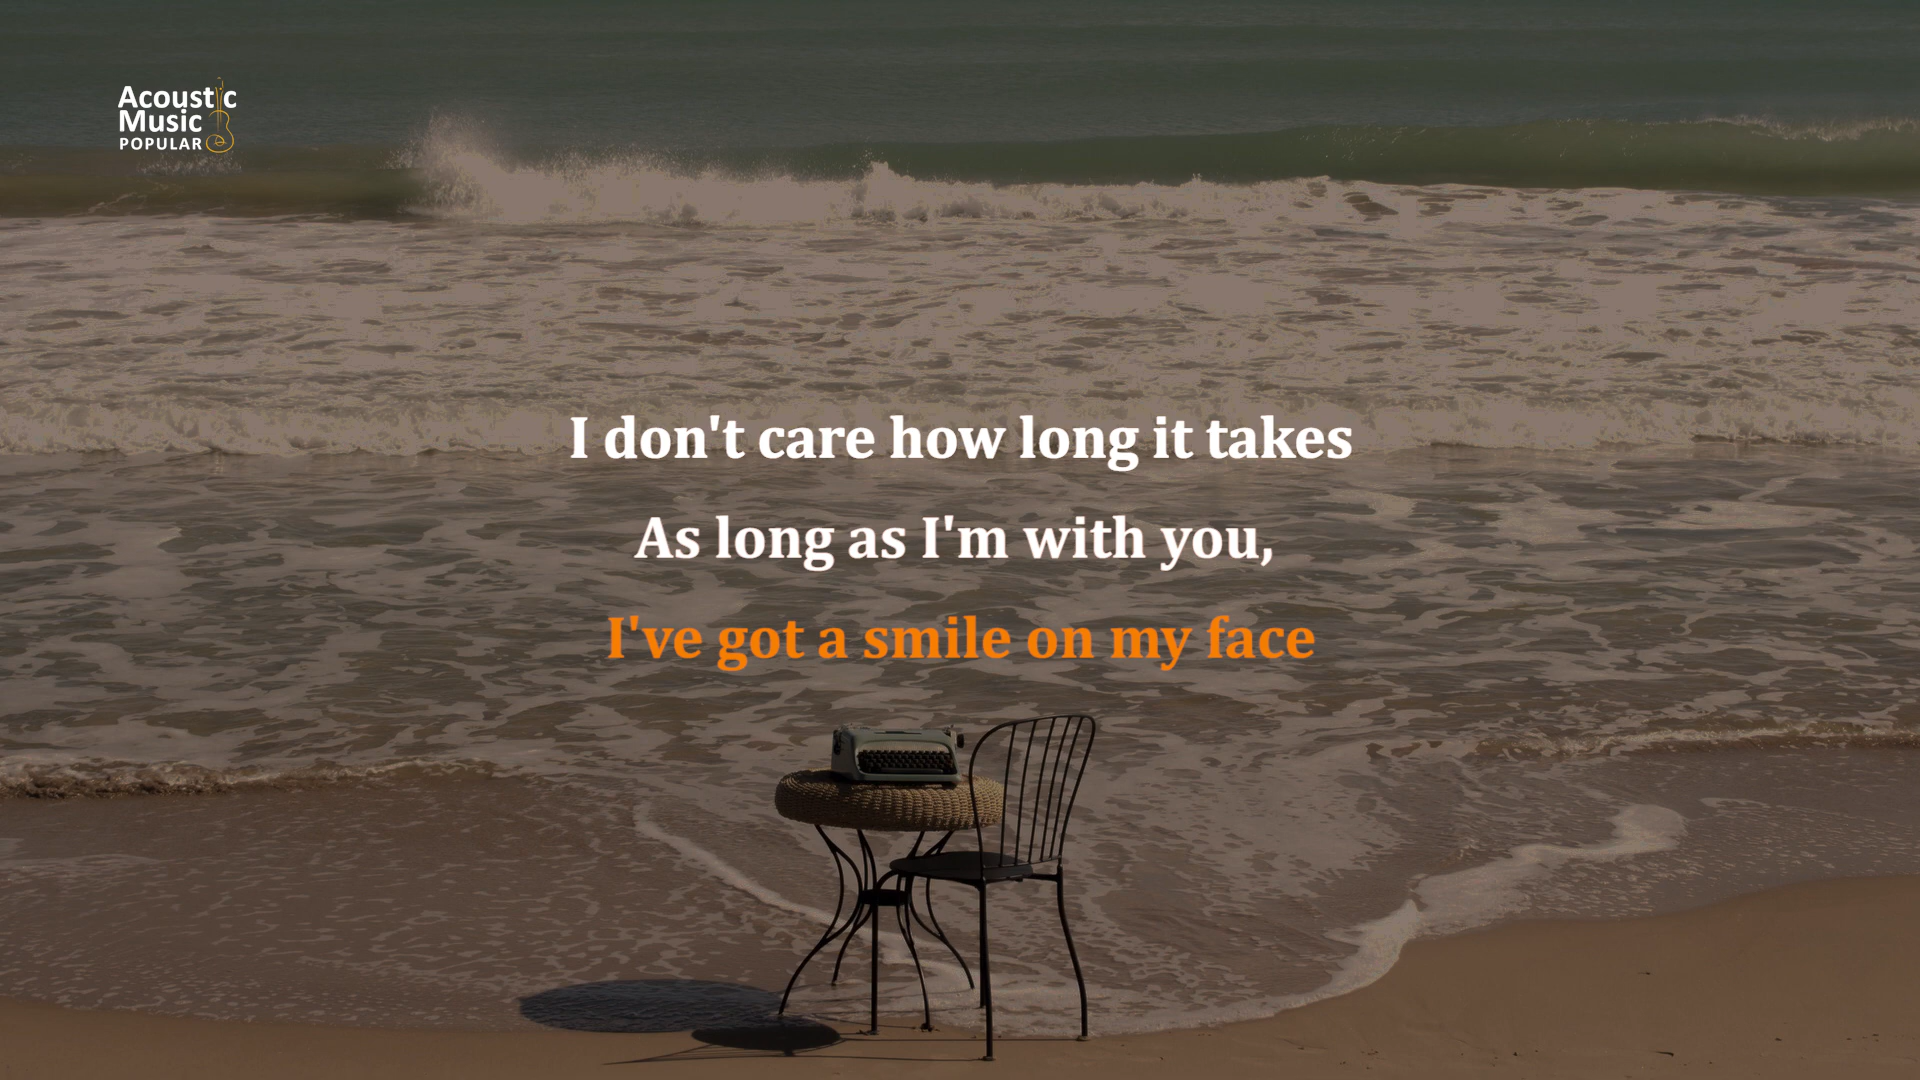 Acoustic
Music
POPULAR
I don't care how long it takes
As long as I'm with you,
I've got a smile on my face